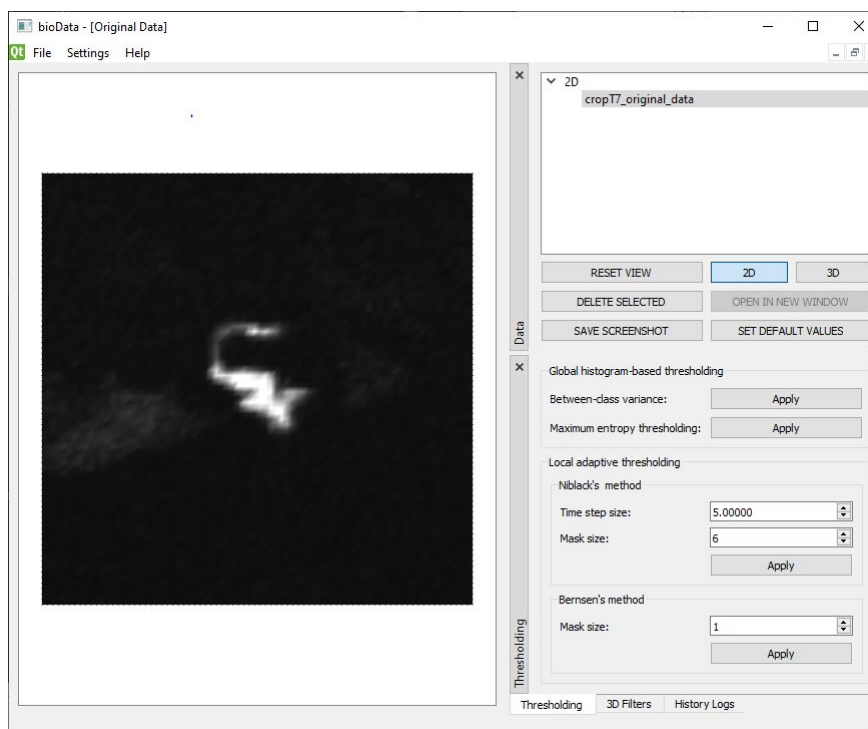 bioData - [Original Data]
Qt File Settings Help
2D
cropT7_original_data
RESET VIEW 2D 3D
DELETE SELECTED OPEN IN NEW WINDOW
SAVE SCREENSHOT SET DEFAULT VALUES
Data
Global histogram-based thresholding
Between-class variance: Apply
Maximum entropy thresholding: Apply
Local adaptive thresholding
Niblack's method
Time step size: 5.00000
Mask size: 6
Apply
Bernsen's method
Mask size: 1
Apply
Thresholding
Thresholding 3D Filters History Logs